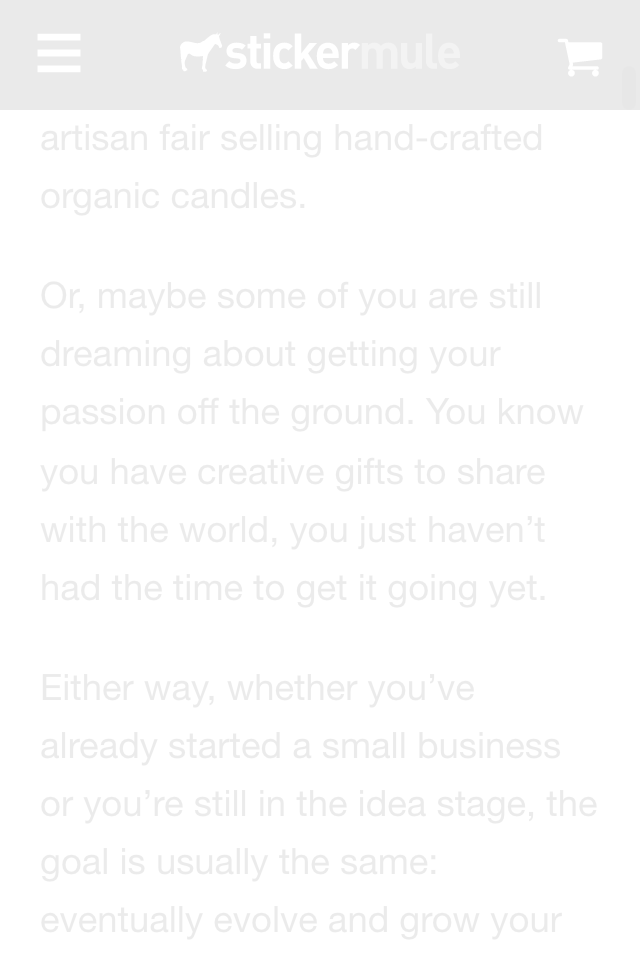 stickermule
artisan fair selling hand-crafted
organic candles.
Or, maybe some of you are still
dreaming about getting your
passion off the ground. You know
you have creative gifts to share
with the world, you just haven’t
had the time to get it going yet.
Either way, whether you’ve
already started a small business
or you’re still in the idea stage, the
goal is usually the same:
eventually evolve and grow your